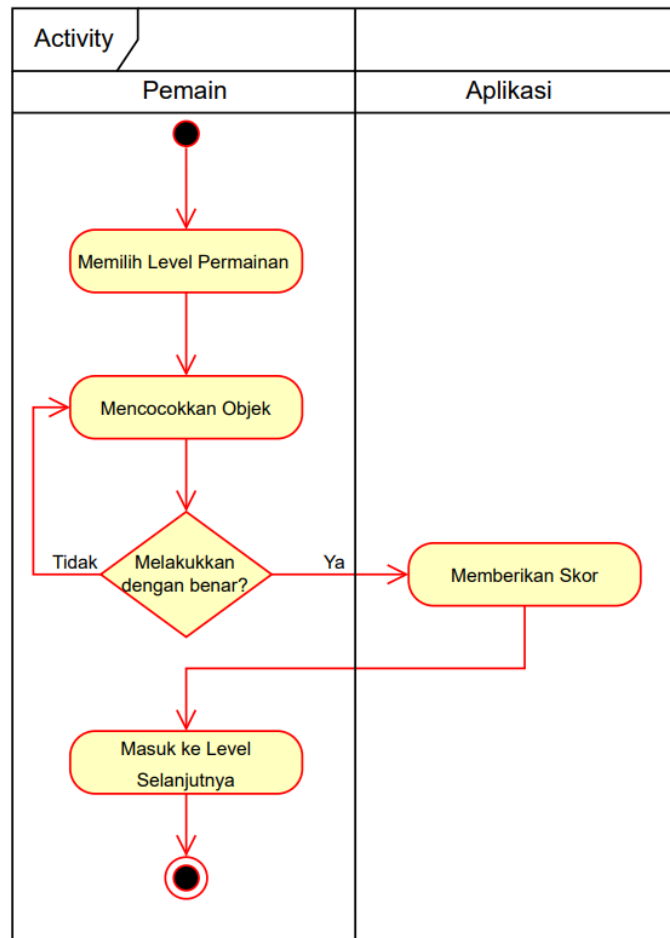 Activity
Pemain
Aplikasi
Memilih Level Permainan
Mencocokkan Objek
Tidak
Melakukkan
dengan benar?
Ya
Memberikan Skor
Masuk ke Level
Selanjutnya